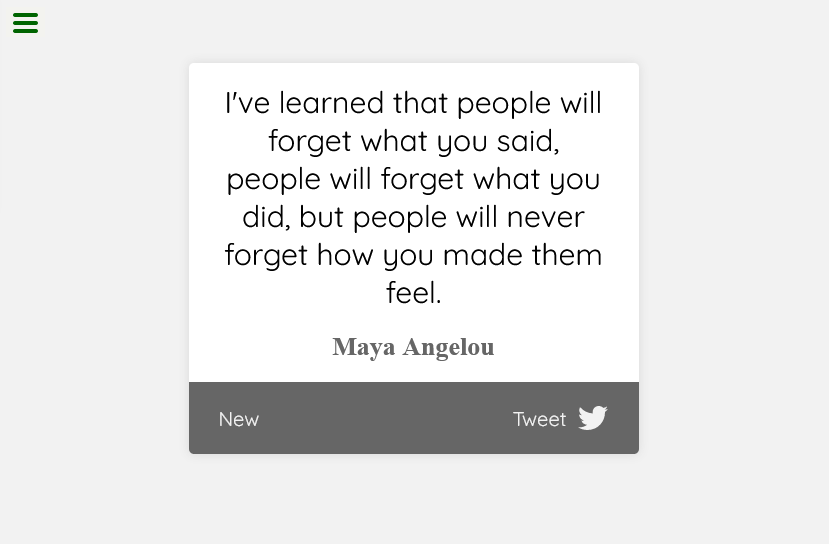 I've learned that people will
forget what you said,
people will forget what you
did, but people will never
forget how you made them
feel.
Maya Angelou
New
Tweet